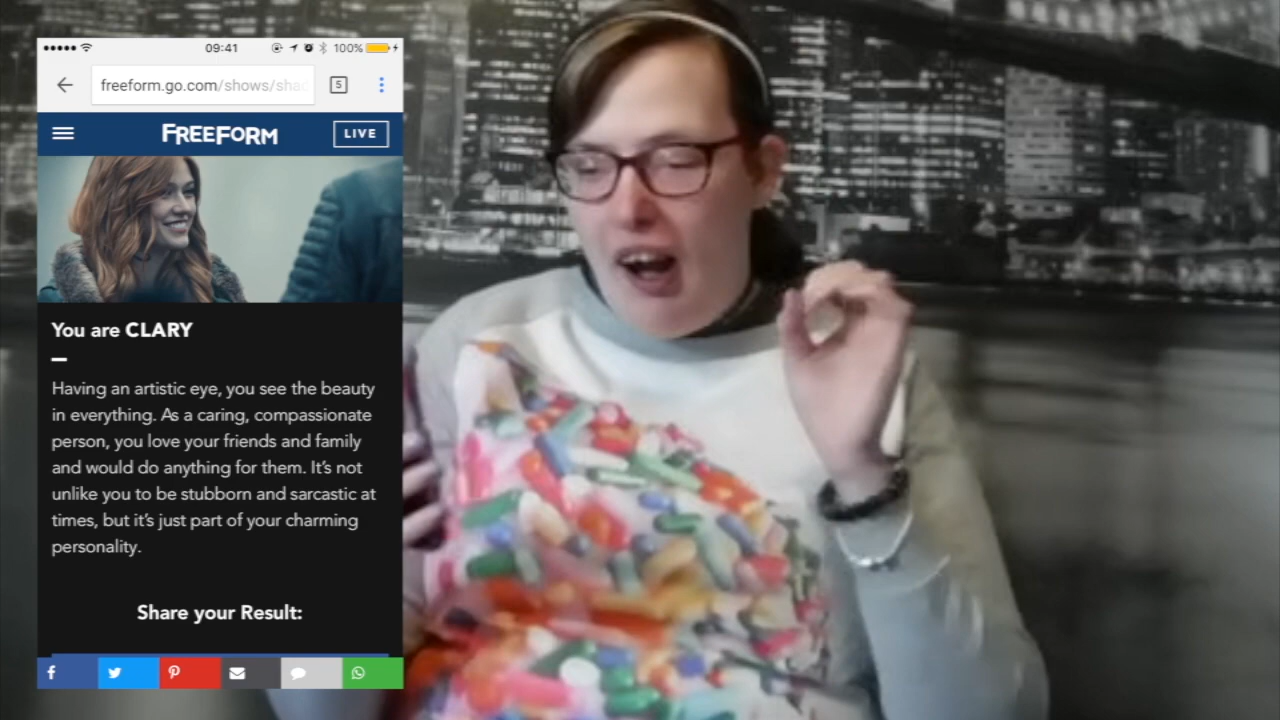 09:41
100%
freeform.go.com/shows/shad
5
FREEFORM
LIVE
You are CLARY
Having an artistic eye, you see the beauty
in everything. As a caring, compassionate
person, you love your friends and family
and would do anything for them. It's not
unlike you to be stubborn and sarcastic at
times, but it's just part of your charming
personality.
Share your Result: